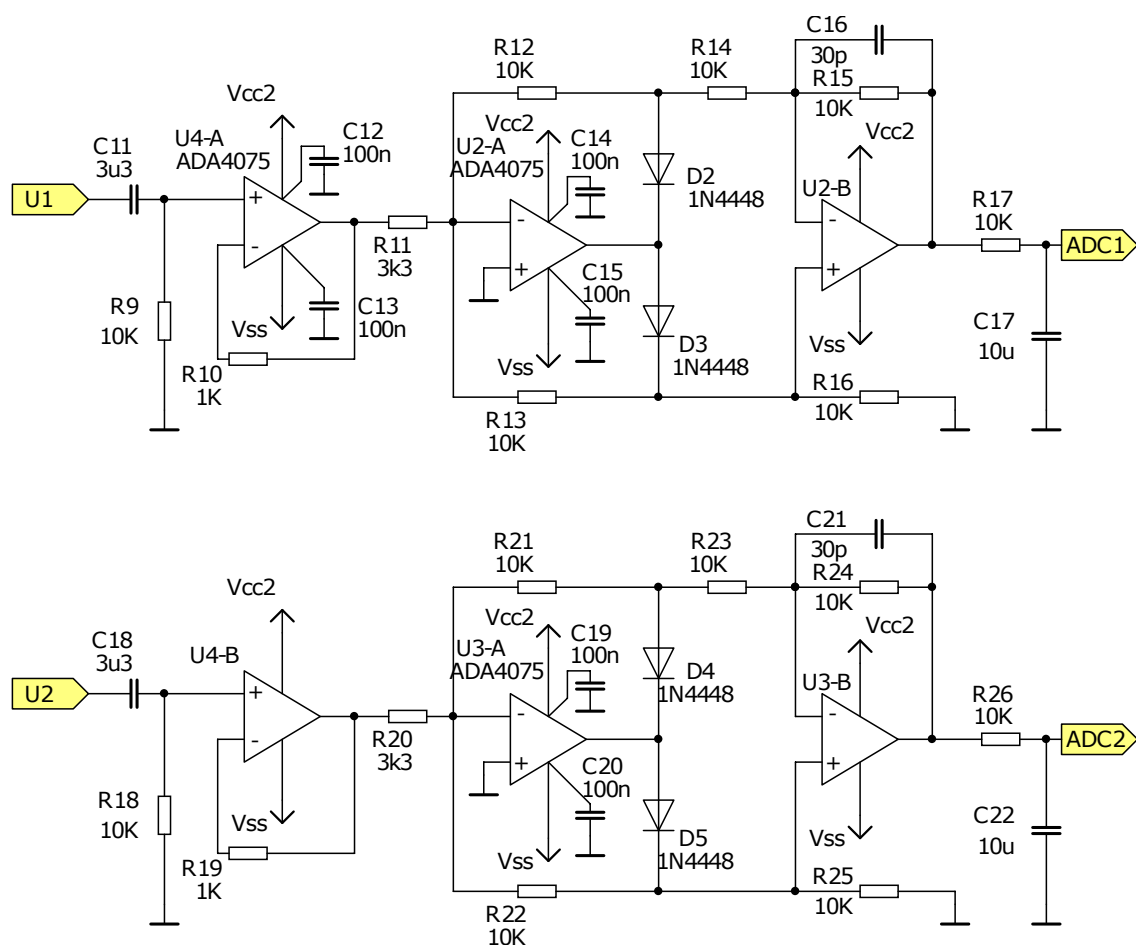 C16
30p
R12
10K
R14
10K
R15
10K
Vcc2
U4-A
ADA4075
C12
100n
C11
3u3
Vcc2
U2-A
ADA4075
C14
100n
Vcc2
D2
1N4448
U2-B
U1
+
-
R11
3k3
-
+
-
+
R17
10K
ADC1
R9
10K
Vss
C13
100n
C15
100n
Vss
D3
1N4448
Vss
C17
10u
R10
1K
R13
10K
R16
10K
C21
30p
R21
10K
R23
10K
R24
10K
Vcc2
C18
3u3
U4-B
Vcc2
U3-A
ADA4075
C19
100n
Vcc2
D4
1N4448
U3-B
U2
+
-
R20
3k3
-
+
-
+
R26
10K
ADC2
R18
10K
Vss
C20
100n
Vss
D5
1N4448
Vss
C22
10u
R19
1K
R22
10K
R25
10K